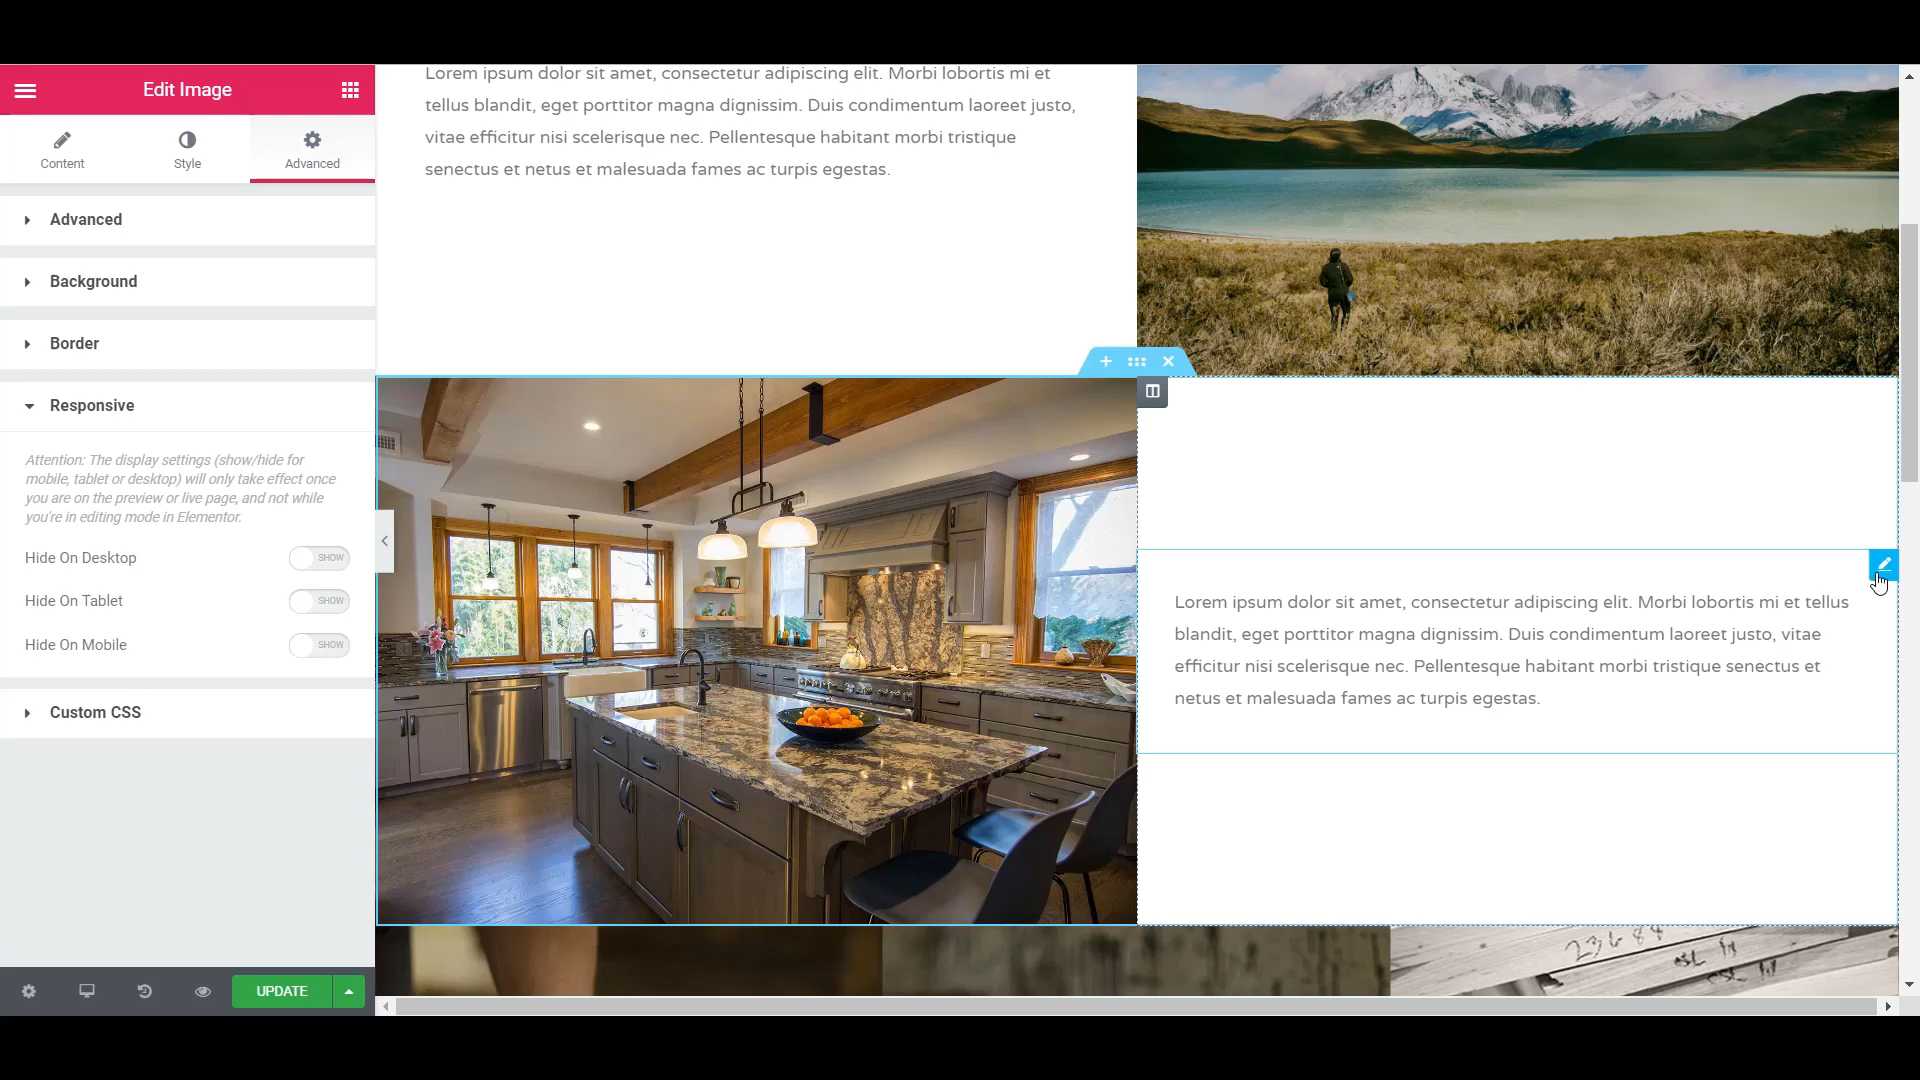 Edit Image
Content
Style
Advanced
Advanced
Background
Border
Responsive
Attention: The display settings (show/hide for
mobile, tablet or desktop) will only take effect once
you are on the preview or live page, and not while
you're in editing mode in Elementor.
Hide On Desktop
SHOW
Hide On Tablet
SHOW
Hide On Mobile
SHOW
Custom CSS
UPDATE
Lorem ipsum dolor sit amet, consectetur adipiscing elit. Morbi lobortis mi et
tellus blandit, eget porttitor magna dignissim. Duis condimentum laoreet justo,
vitae efficitur nisi scelerisque nec. Pellentesque habitant morbi tristique
senectus et netus et malesuada fames ac turpis egestas.
Lorem ipsum dolor sit amet, consectetur adipiscing elit. Morbi lobortis mi et tellus
blandit, eget porttitor magna dignissim. Duis condimentum laoreet justo, vitae
efficitur nisi scelerisque nec. Pellentesque habitant morbi tristique senectus et
netus et malesuada fames ac turpis egestas.